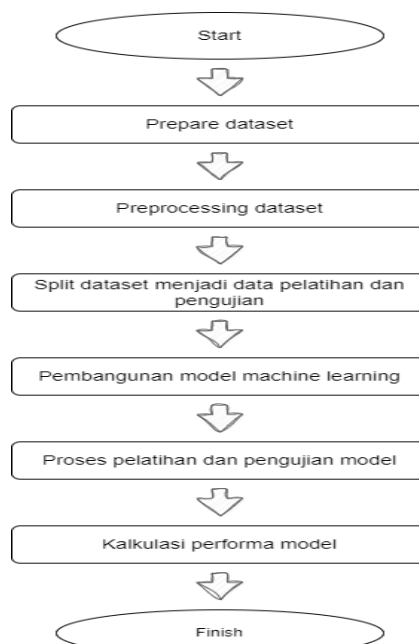 Start
Prepare dataset
Preprocessing dataset
Split dataset menjadi data pelatihan dan
pengujian
Pembangunan model machine learning
Proses pelatihan dan pengujian model
Kalkulasi performa model
Finish